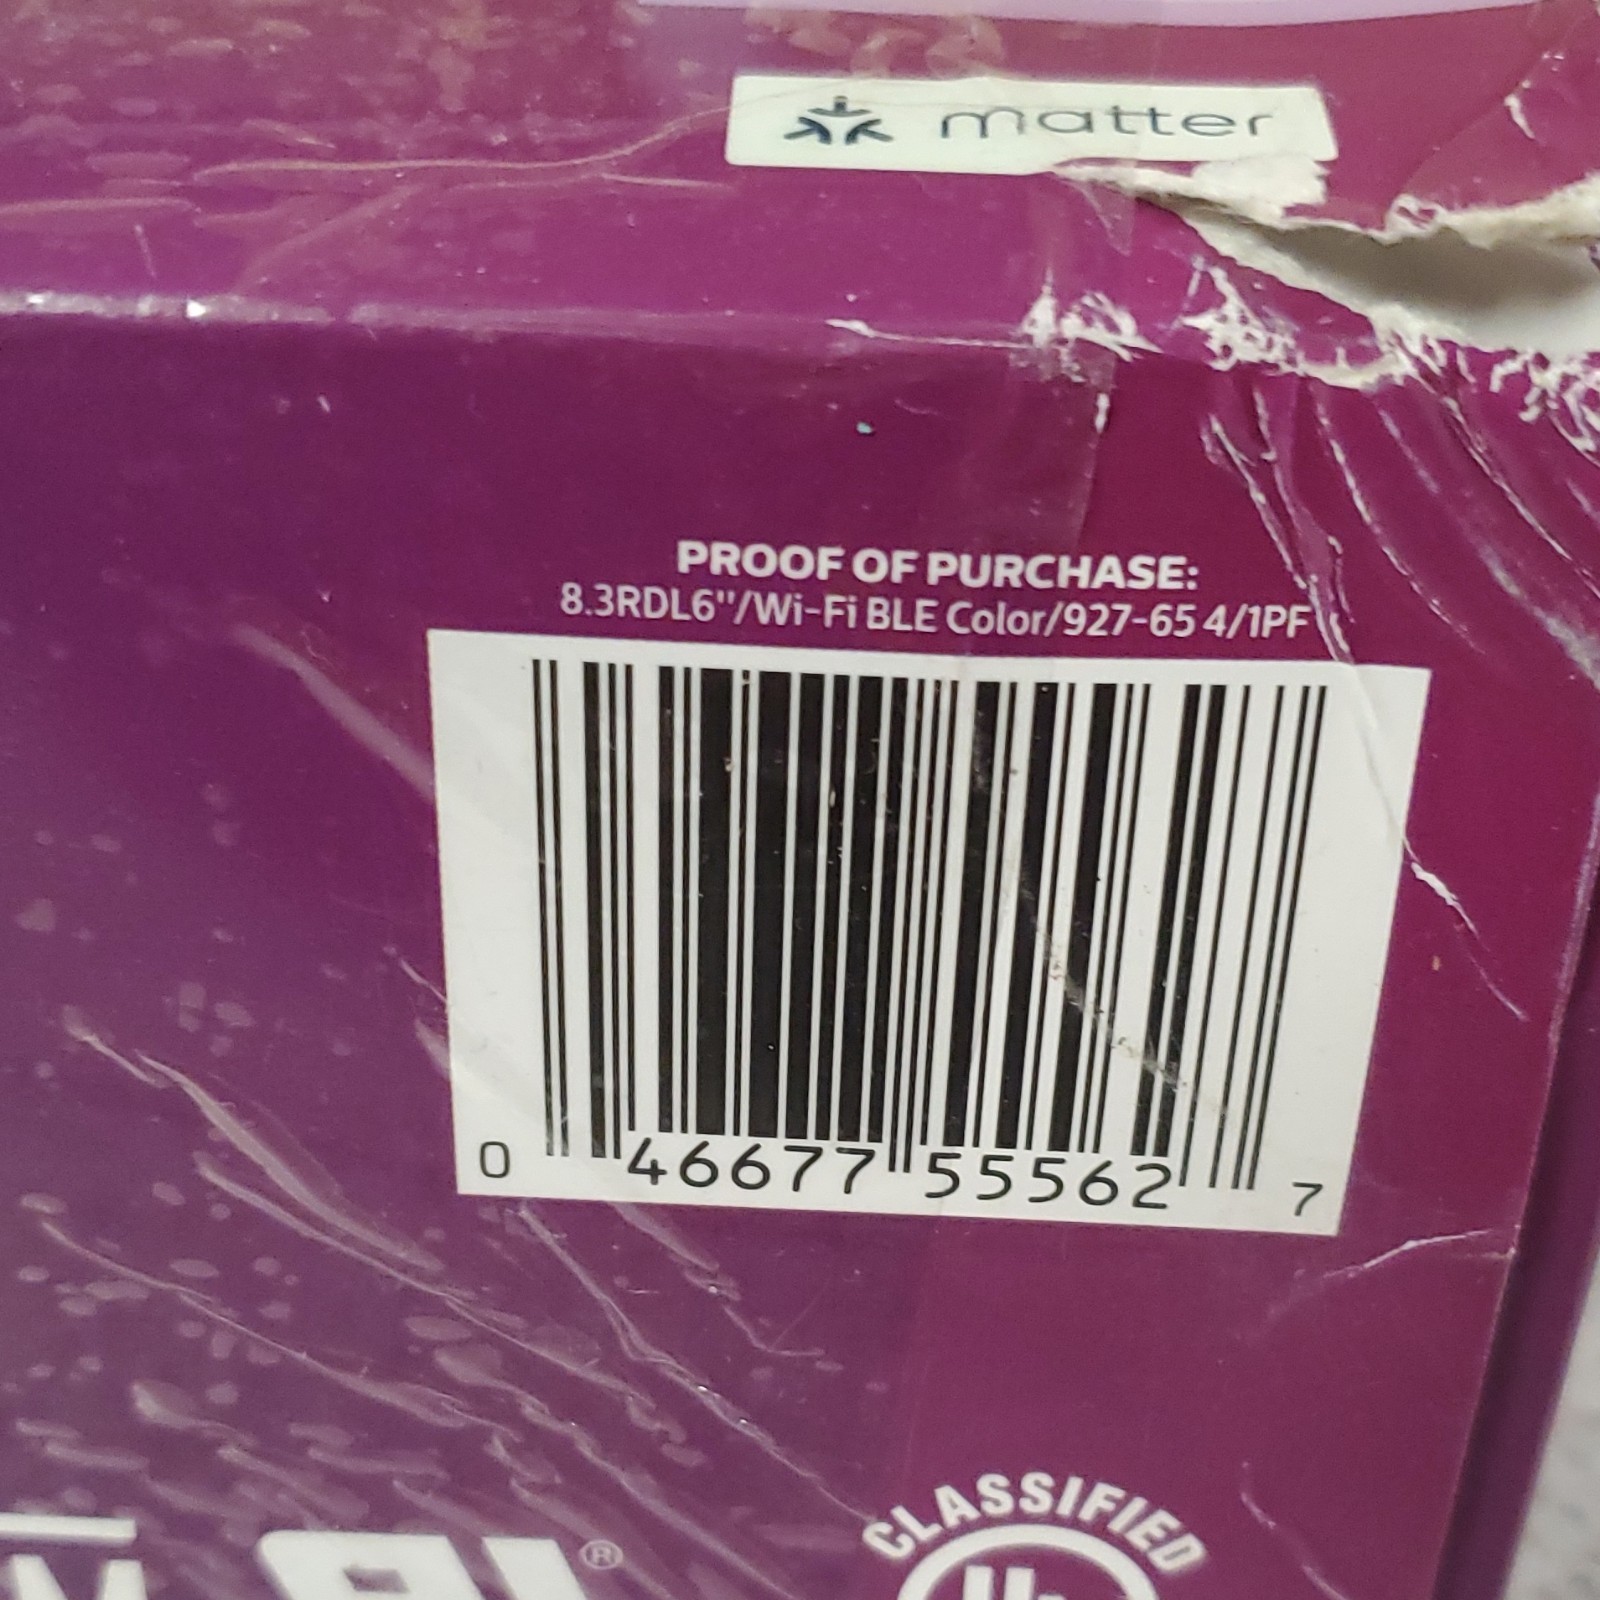 matter
PROOF OF PURCHASE:
8.3RDL6"/Wi-Fi BLE Color/927-65 4/1PF
0 46677 55562 7
®
CLASSIFIED